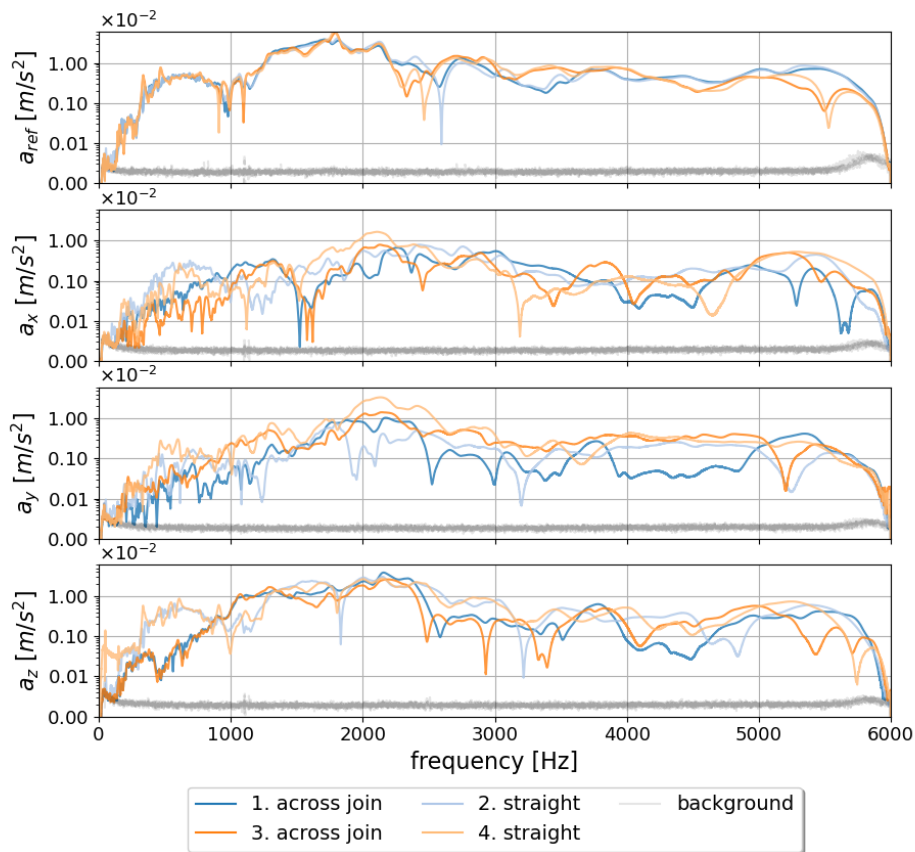 ×10⁻²
a_ref [m/s²]
1.00
0.10
0.01
0.00
×10⁻²
a_x [m/s²]
1.00
0.10
0.01
0.00
×10⁻²
a_y [m/s²]
1.00
0.10
0.01
0.00
×10⁻²
a_z [m/s²]
1.00
0.10
0.01
0.00
0 1000 2000 3000 4000 5000 6000
frequency [Hz]
1. across join 2. straight background
3. across join 4. straight